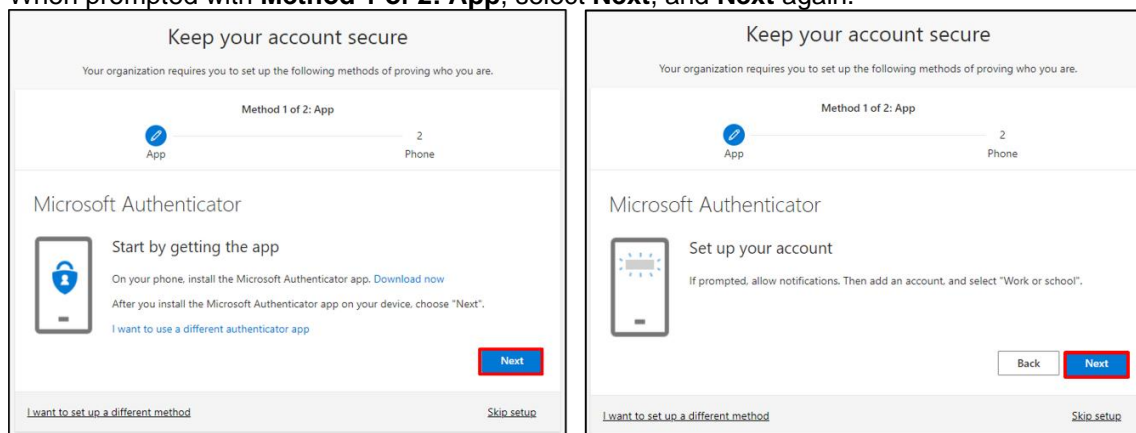 When prompted with Method 1 of 2: App, select Next, and Next again.
Keep your account secure
Your organization requires you to set up the following methods of proving who you are.
Method 1 of 2: App
2
App
Phone
Microsoft Authenticator
Start by getting the app
On your phone, install the Microsoft Authenticator app. Download now
After you install the Microsoft Authenticator app on your device, choose "Next".
I want to use a different authenticator app
Next
I want to set up a different method
Skip setup
Keep your account secure
Your organization requires you to set up the following methods of proving who you are.
Method 1 of 2: App
2
App
Phone
Microsoft Authenticator
Set up your account
If prompted, allow notifications. Then add an account, and select "Work or school".
Back
Next
I want to set up a different method
Skip setup